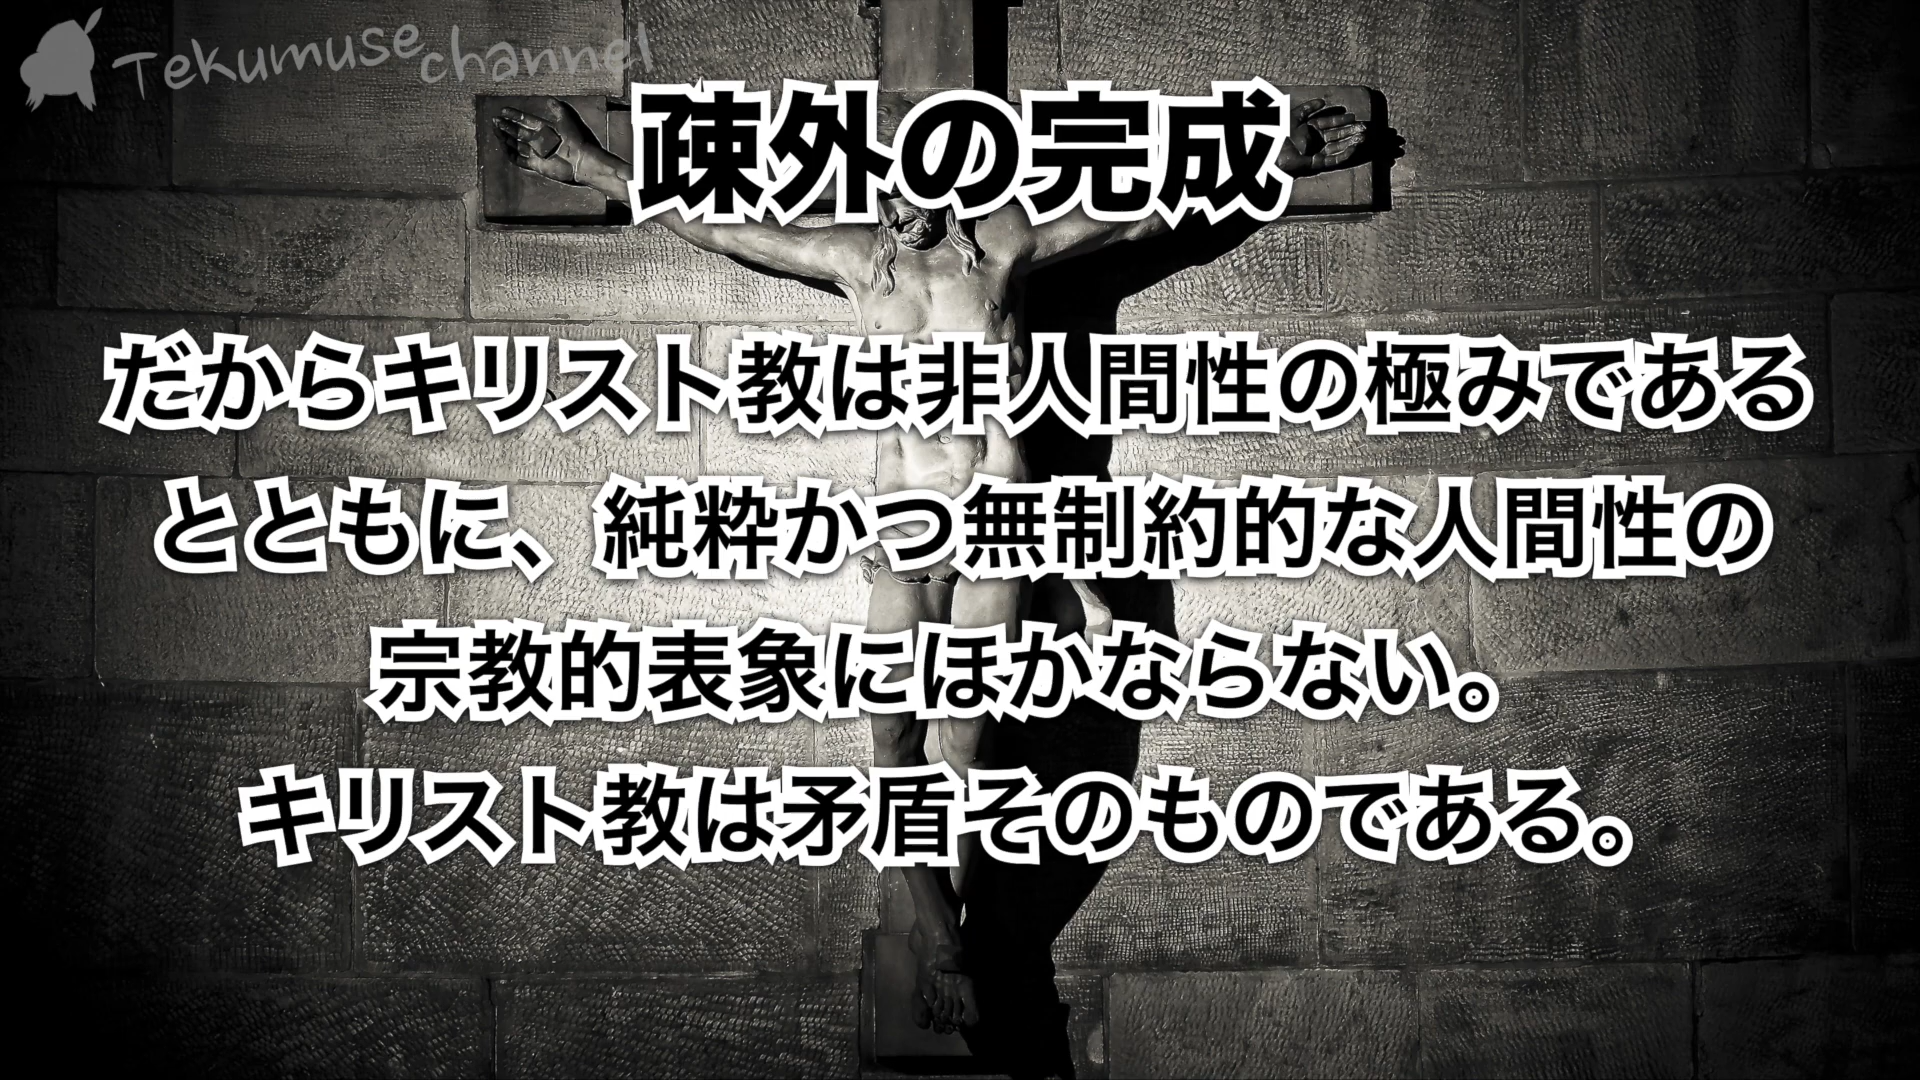 Tekumuse channel
疎外の完成
だからキリスト教は非人間性の極みである
とともに、純粋かつ無制約的な人間性の
宗教的表象にほかならない。
キリスト教は矛盾そのものである。